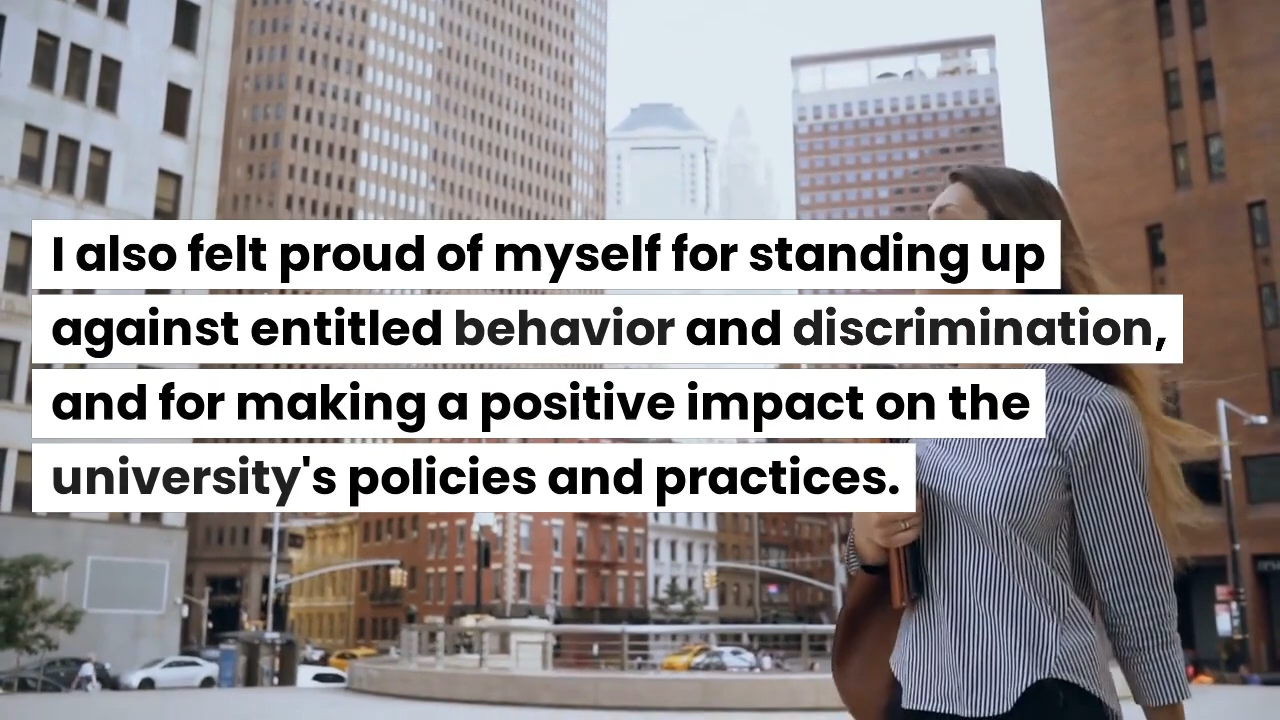 I also felt proud of myself for standing up
against entitled behavior and discrimination,
and for making a positive impact on the
university's policies and practices.